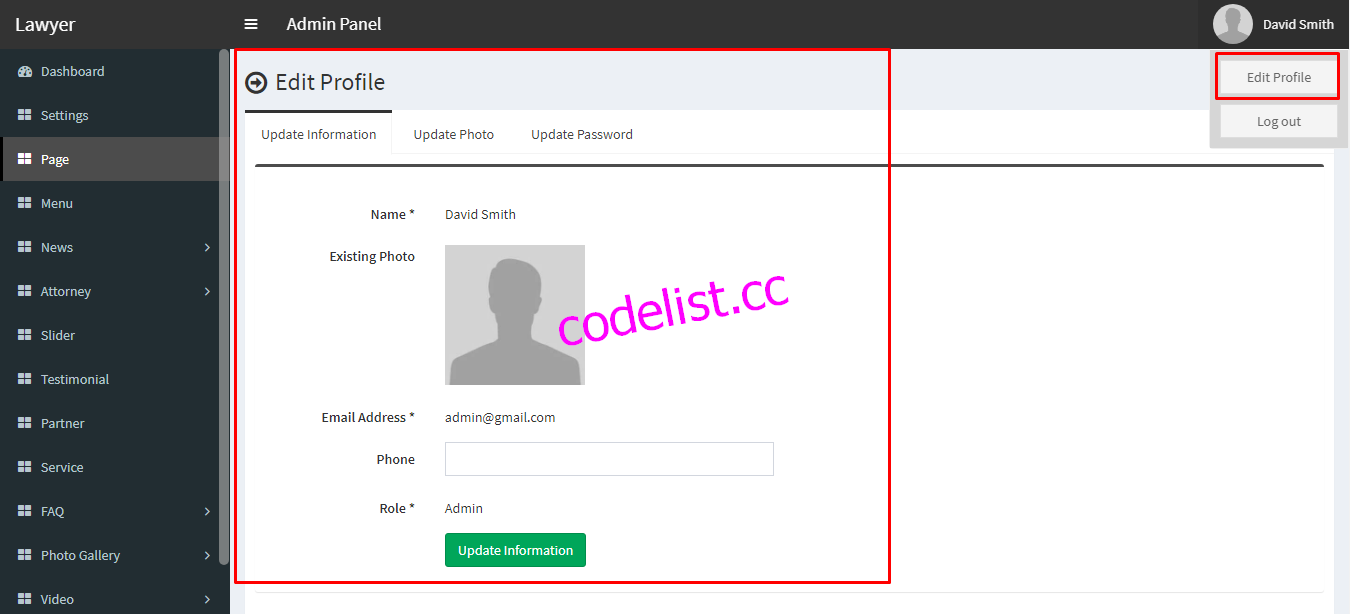 Lawyer
Admin Panel
David Smith
Edit Profile
Log out
Dashboard
Settings
Page
Menu
News
Attorney
Slider
Testimonial
Partner
Service
FAQ
Photo Gallery
Video
Edit Profile
Update Information Update Photo Update Password
Name * David Smith
Existing Photo
codelist.cc
Email Address * admin@gmail.com
Phone
Role * Admin
Update Information